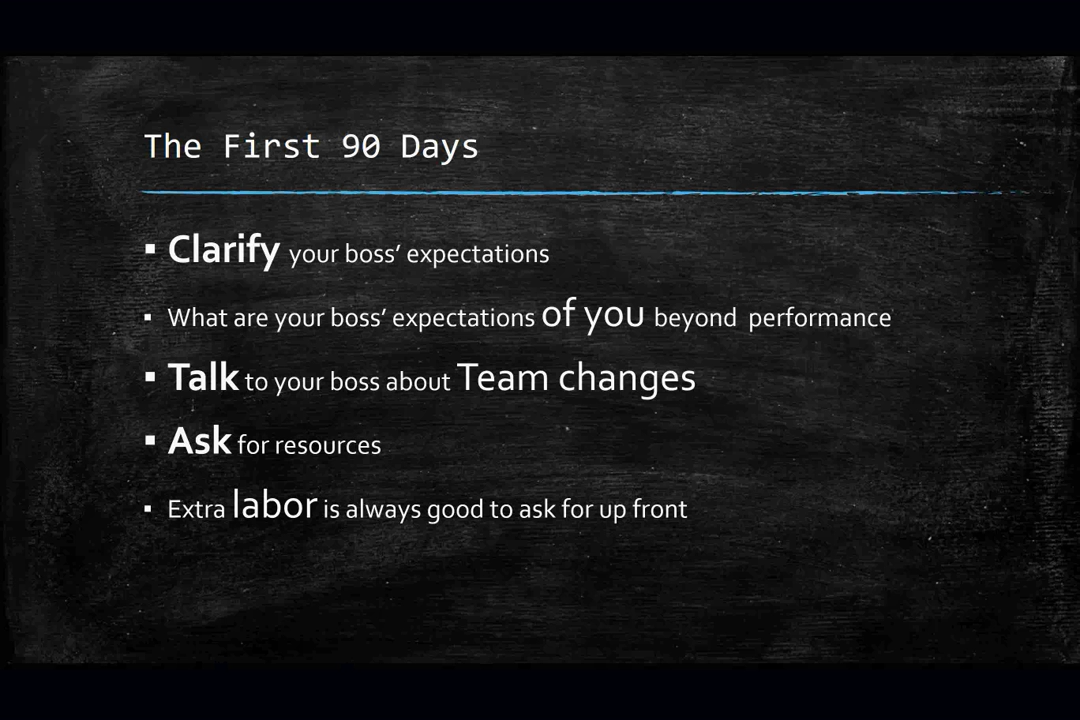 The First 90 Days
▪ Clarify your boss’ expectations
▪ What are your boss’ expectations of you beyond  performance
▪ Talk to your boss about Team changes
▪ Ask for resources
▪ Extra labor is always good to ask for up front